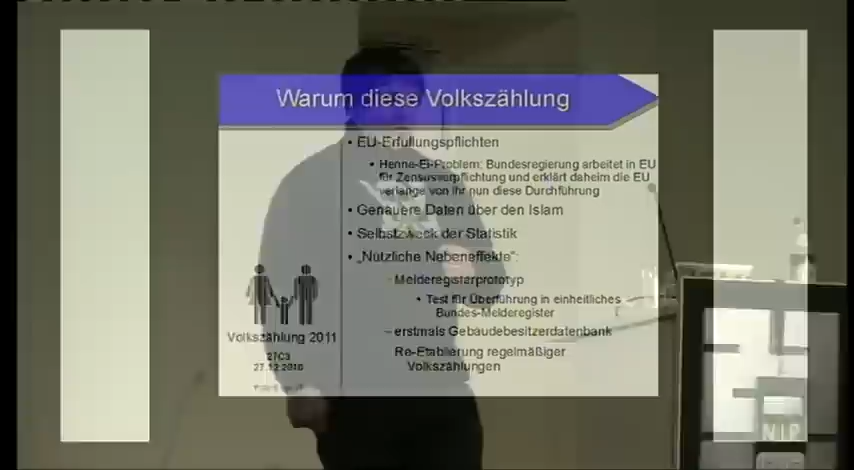 Warum diese Volkszählung
• EU-Erfüllungspflichten
• Henne-Ei-Problem: Bundesregierung arbeitet in EU
für Zensusverpflichtung und erklärt daheim die EU
verlange von ihr nun diese Durchführung
• Genauere Daten über den Islam
• Selbstzweck der Statistik
• „Nützliche Nebeneffekte“:
– Melderegisterprototyp
• Test für Überführung in einheitliches
Bundes-Melderegister
– erstmals Gebäudebesitzerdatenbank
Re-Etablierung regelmäßiger
Volkszählungen
Volkszählung 2011
27C3
27.12.2010
NIP